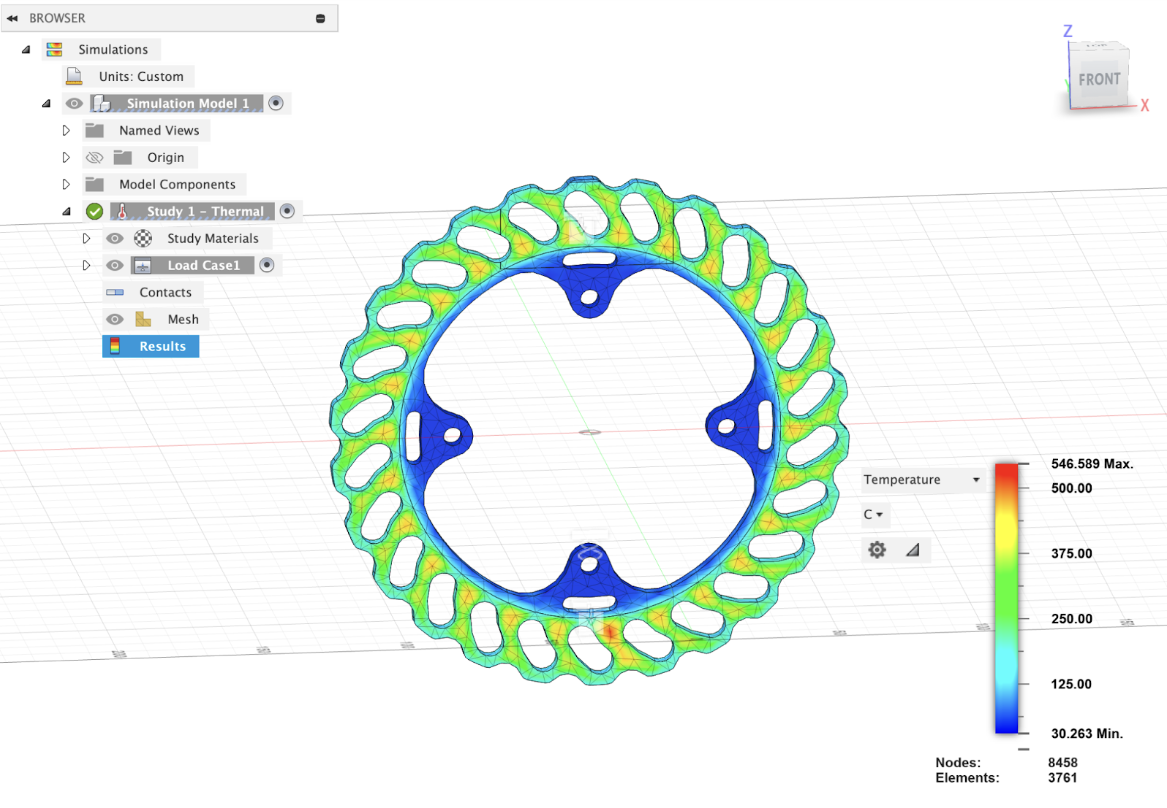 BROWSER
Simulations
Units: Custom
Simulation Model 1
Named Views
Origin
Model Components
Study 1 - Thermal
Study Materials
Load Case1
Contacts
Mesh
Results
Z
FRONT
X
Temperature
C
546.589 Max.
500.00
375.00
250.00
125.00
30.263 Min.
Nodes: 8458
Elements: 3761